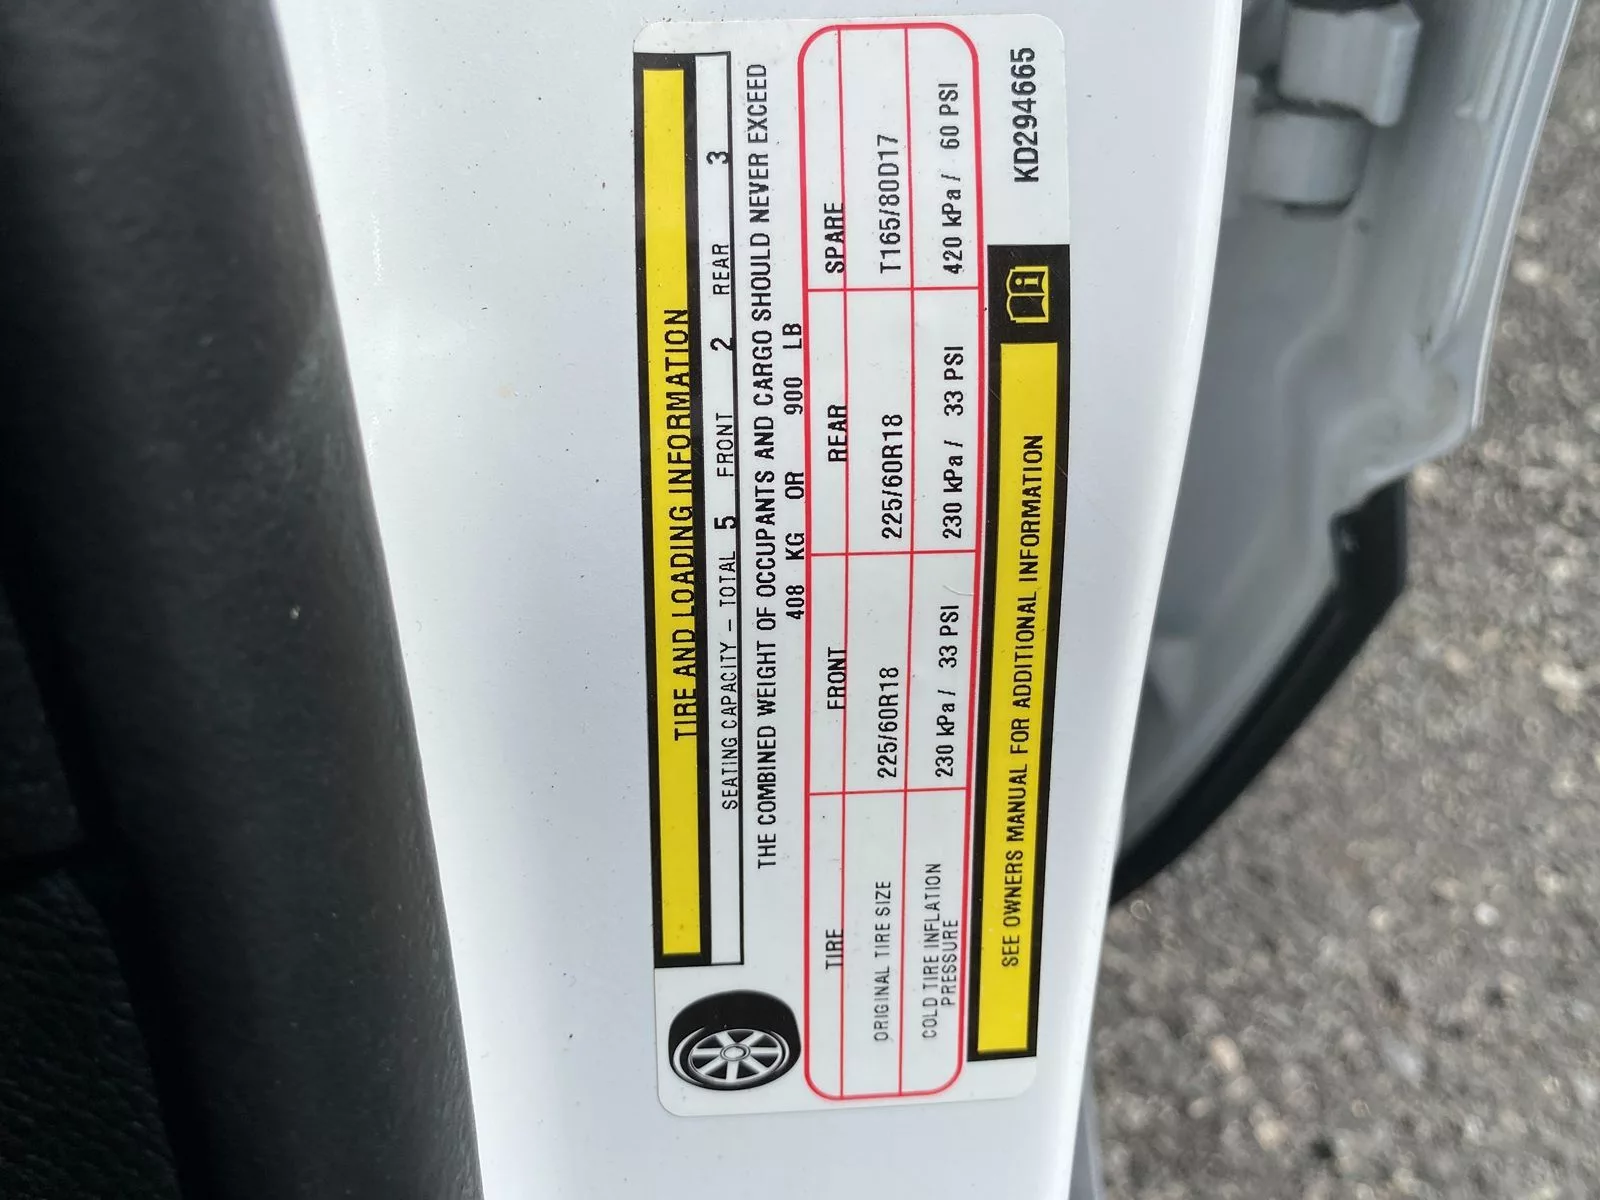 TIRE AND LOADING INFORMATION
SEATING CAPACITY – TOTAL 5 FRONT 2 REAR 3
THE COMBINED WEIGHT OF OCCUPANTS AND CARGO SHOULD NEVER EXCEED
408 KG OR 900 LB
TIRE FRONT REAR SPARE
ORIGINAL TIRE SIZE 225/60R18 225/60R18 T165/80D17
COLD TIRE INFLATION PRESSURE 230 kPa / 33 PSI 230 kPa / 33 PSI 420 kPa / 60 PSI
SEE OWNERS MANUAL FOR ADDITIONAL INFORMATION
KD294665